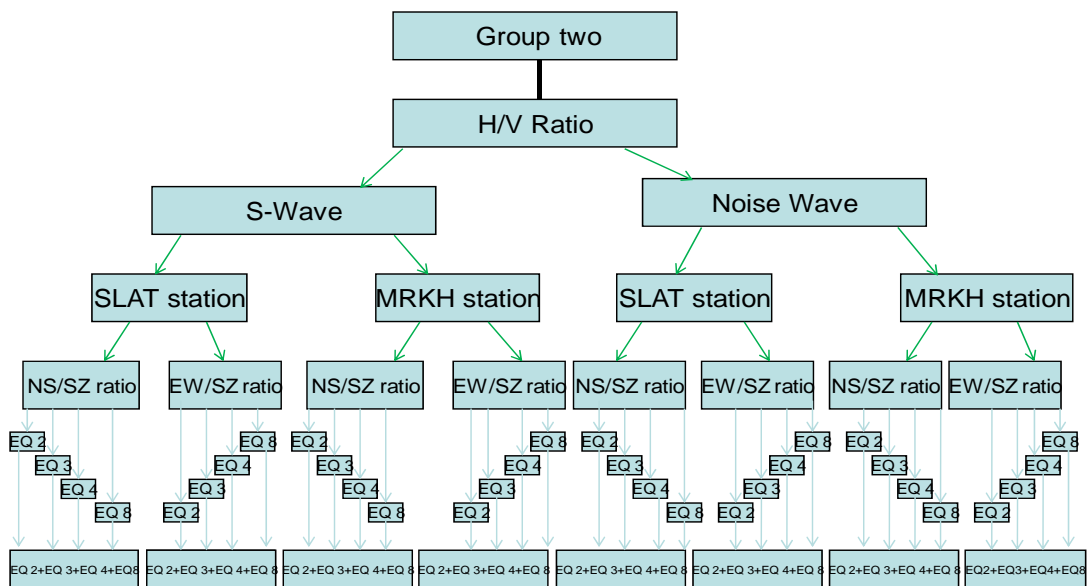 Group two
H/V Ratio
S-Wave
Noise Wave
SLAT station
MRKH station
SLAT station
MRKH station
NS/SZ ratio
EW/SZ ratio
NS/SZ ratio
EW/SZ ratio
NS/SZ ratio
EW/SZ ratio
NS/SZ ratio
EW/SZ ratio
EQ 2
EQ 3
EQ 4
EQ 8
EQ 8
EQ 4
EQ 3
EQ 2
EQ 2
EQ 3
EQ 4
EQ 8
EQ 8
EQ 4
EQ 3
EQ 2
EQ 2
EQ 3
EQ 4
EQ 8
EQ 8
EQ 4
EQ 3
EQ 2
EQ 2
EQ 3
EQ 4
EQ 8
EQ 8
EQ 4
EQ 3
EQ 2
EQ 2+EQ 3+EQ 4+EQ8
EQ 2+EQ 3+EQ 4+EQ 8
EQ 2+EQ 3+EQ 4+EQ 8
EQ 2+EQ 3+EQ 4+EQ 8
EQ 2+EQ 3+EQ 4+EQ 8
EQ 2+EQ 3+EQ 4+EQ 8
EQ 2+EQ 3+EQ 4+EQ 8
EQ2+EQ3+EQ4+EQ8